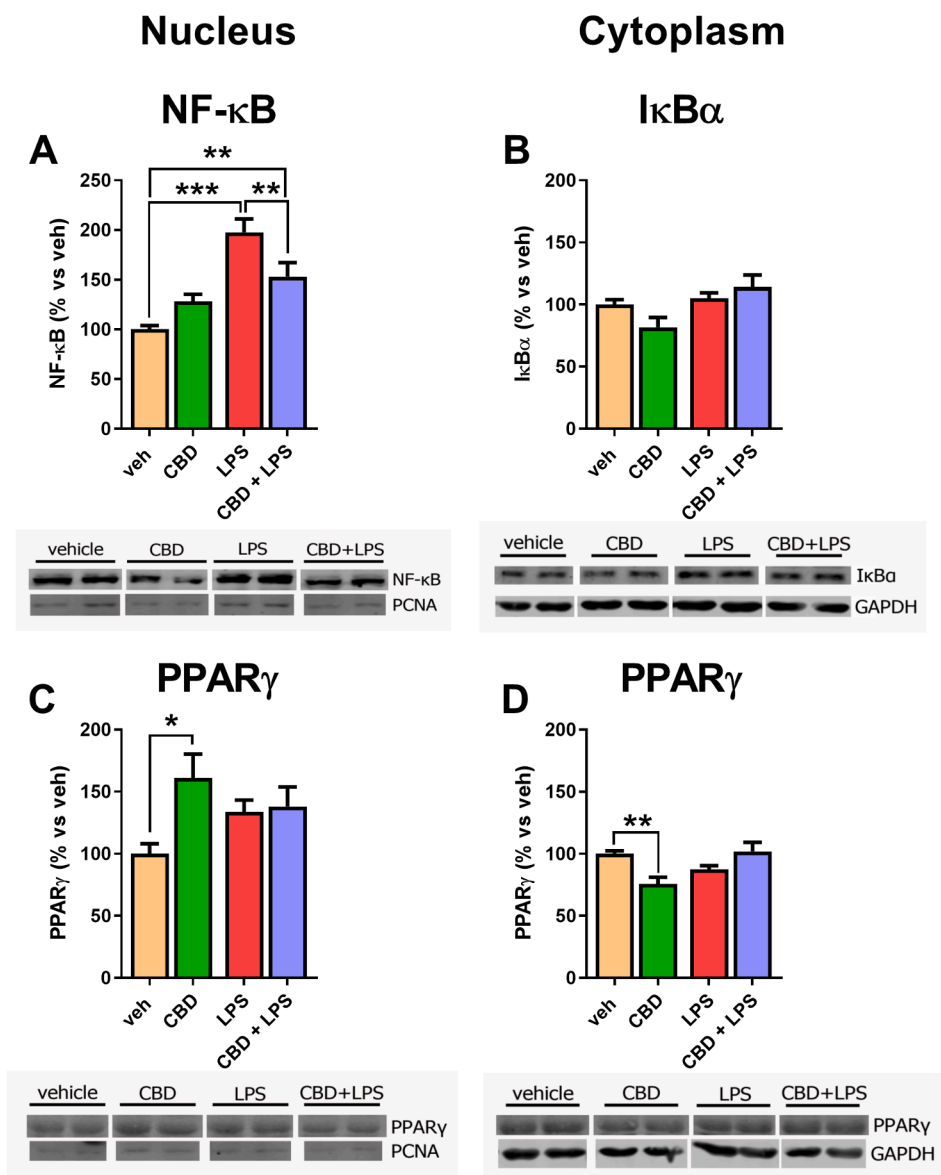 Nucleus
Cytoplasm
NF-κB
A
**
***
**
NF-κB (% vs veh)
250
200
150
100
50
0
veh
CBD
LPS
CBD + LPS
vehicle CBD LPS CBD+LPS
NF-κB
PCNA
IκBα
B
IκBα (% vs veh)
200
150
100
50
0
veh
CBD
LPS
CBD + LPS
vehicle CBD LPS CBD+LPS
IκBα
GAPDH
PPARγ
C
*
PPARγ (% vs veh)
200
150
100
50
0
veh
CBD
LPS
CBD + LPS
vehicle CBD LPS CBD+LPS
PPARγ
PCNA
PPARγ
D
**
PPARγ (% vs veh)
200
150
100
50
0
veh
CBD
LPS
CBD + LPS
vehicle CBD LPS CBD+LPS
PPARγ
GAPDH